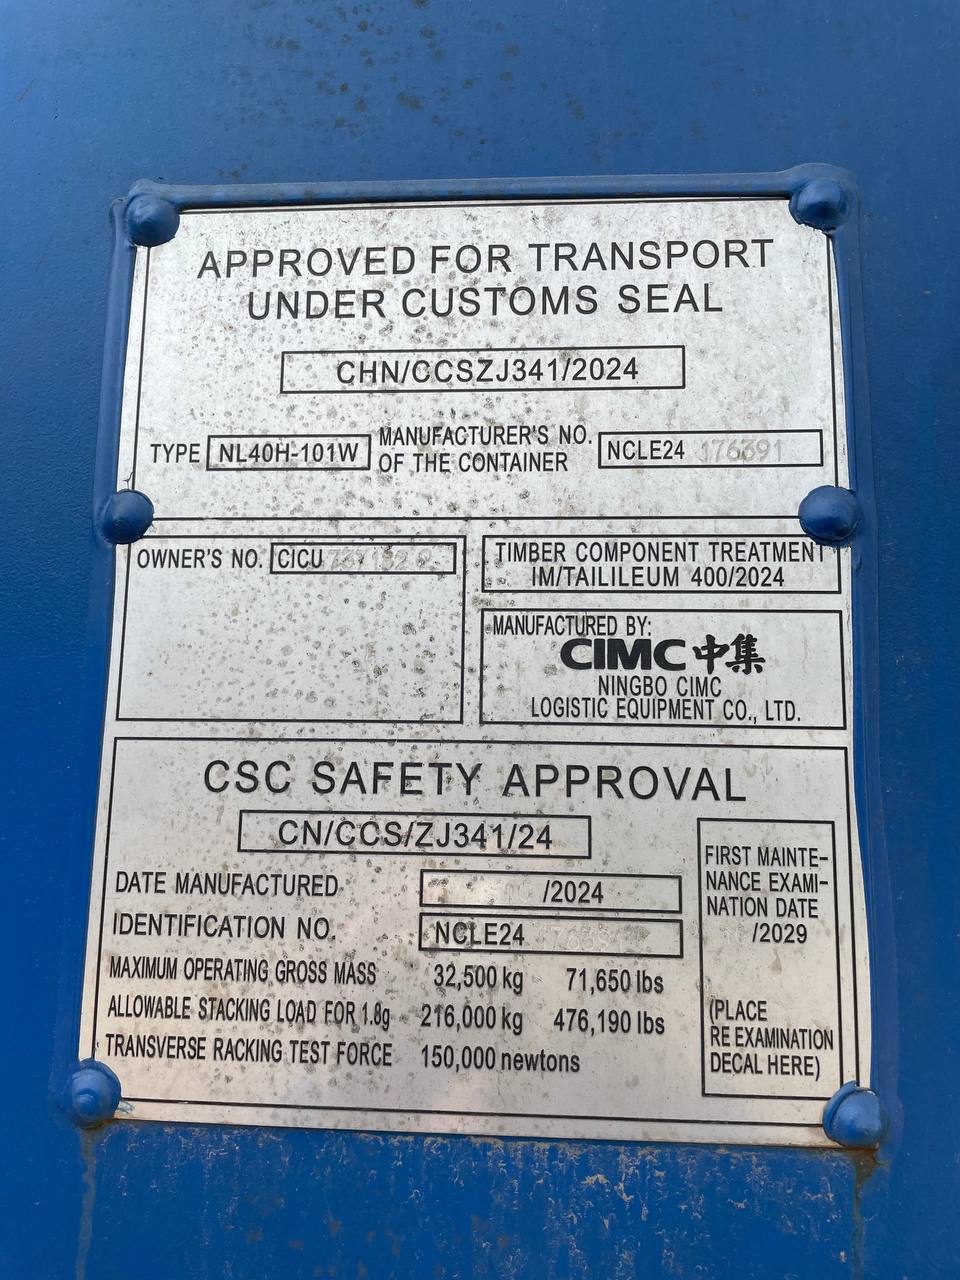 APPROVED FOR TRANSPORT
UNDER CUSTOMS SEAL
CHN/CCSZJ341/2024
TYPE NL40H-101W MANUFACTURER'S NO. OF THE CONTAINER NCLE24 176391
OWNER'S NO. CICU
TIMBER COMPONENT TREATMENT
IM/TAILILEUM 400/2024
MANUFACTURED BY:
CIMC 中集
NINGBO CIMC
LOGISTIC EQUIPMENT CO., LTD.
CSC SAFETY APPROVAL
CN/CCS/ZJ341/24
DATE MANUFACTURED /2024
IDENTIFICATION NO. NCLE24
MAXIMUM OPERATING GROSS MASS 32,500 kg 71,650 lbs
ALLOWABLE STACKING LOAD FOR 1.8g 216,000 kg 476,190 lbs
TRANSVERSE RACKING TEST FORCE 150,000 newtons
FIRST MAINTE-
NANCE EXAMI-
NATION DATE
/2029
(PLACE
RE EXAMINATION
DECAL HERE)